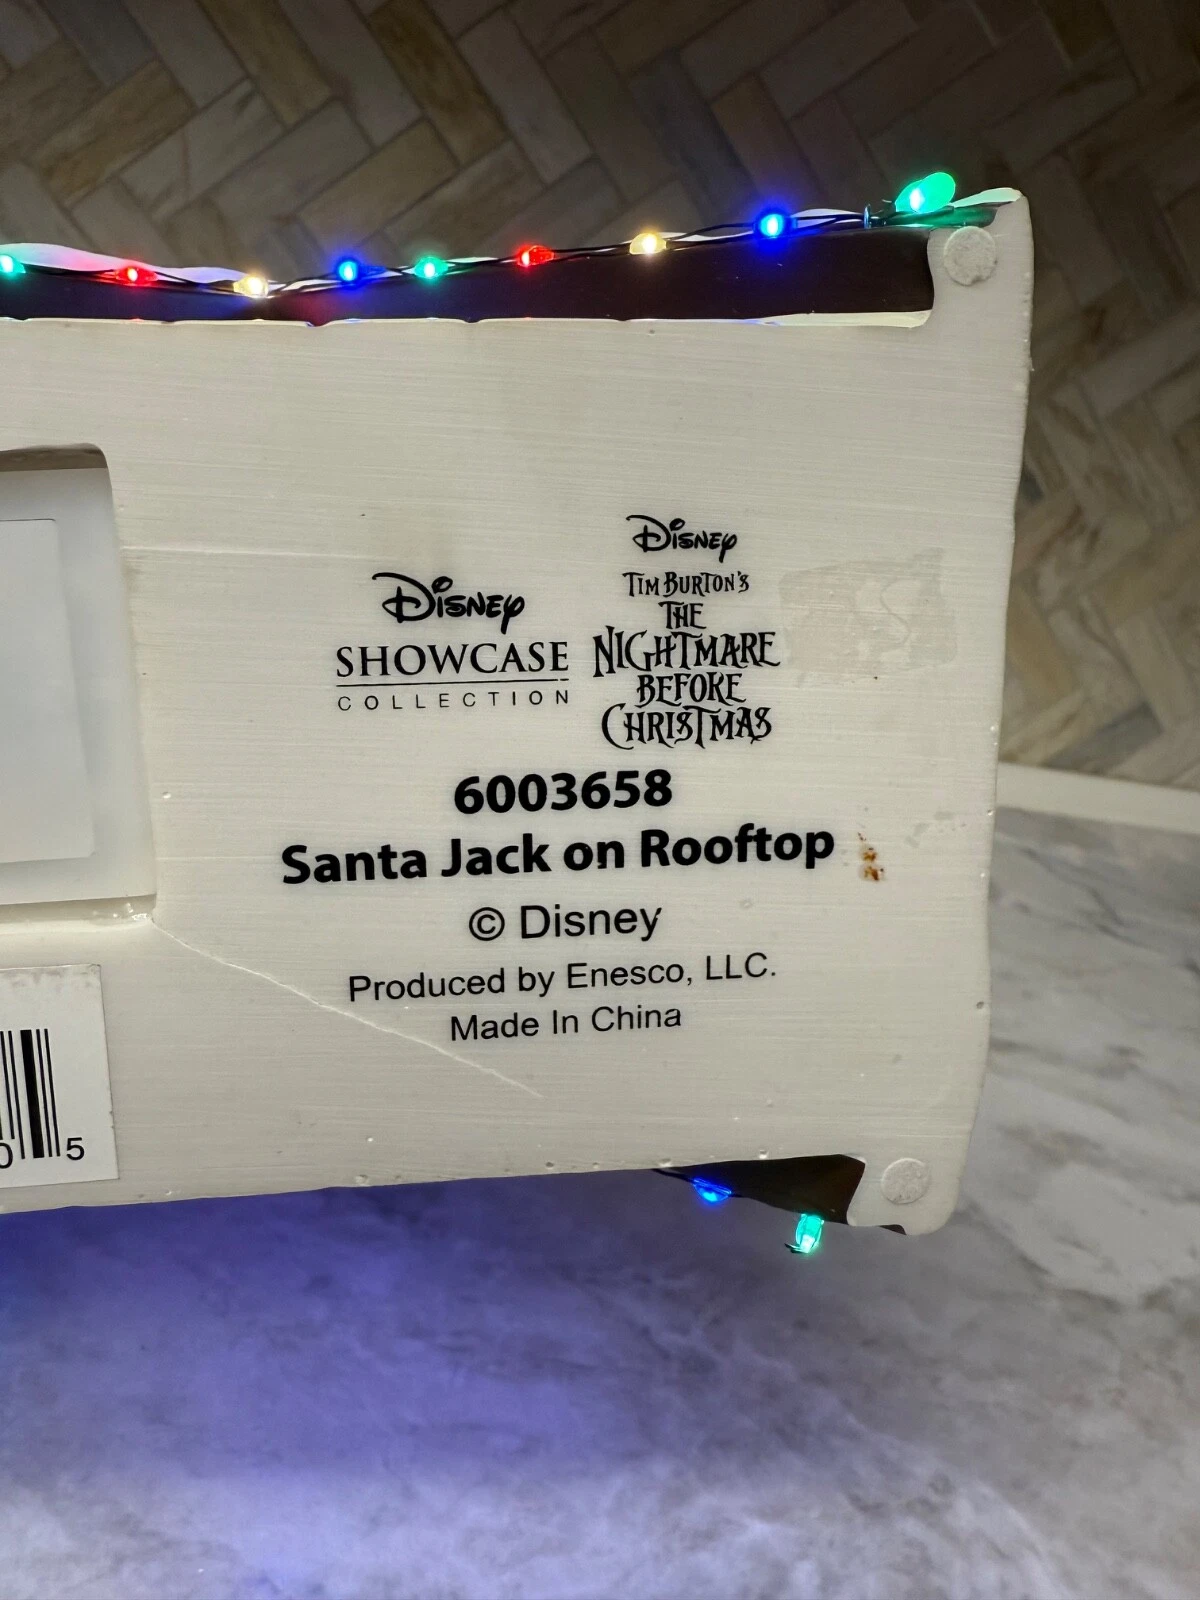 Disney
SHOWCASE
COLLECTION
Disney
TIM BURTON'S
THE
NIGHTMARE
BEFORE
CHRISTMAS
6003658
Santa Jack on Rooftop
© Disney
Produced by Enesco, LLC.
Made In China
0 5